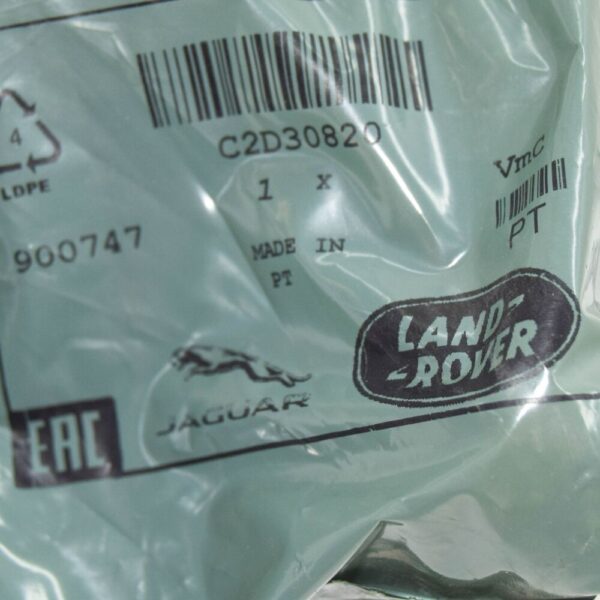 C2D30820
1 X
4
LDPE
VmC
PT
900747
MADE IN
PT
LAND-
-ROVER
JAGUAR
EAC